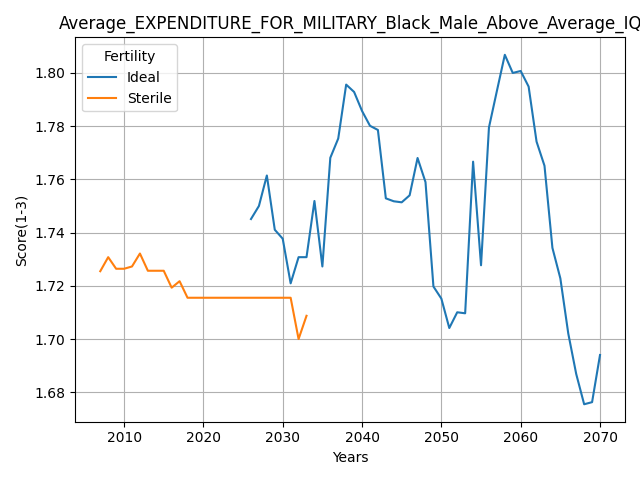 Average_EXPENDITURE_FOR_MILITARY_Black_Male_Above_Average_IQ
Fertility
Ideal
Sterile
Score(1-3)
1.80
1.78
1.76
1.74
1.72
1.70
1.68
2010 2020 2030 2040 2050 2060 2070
Years